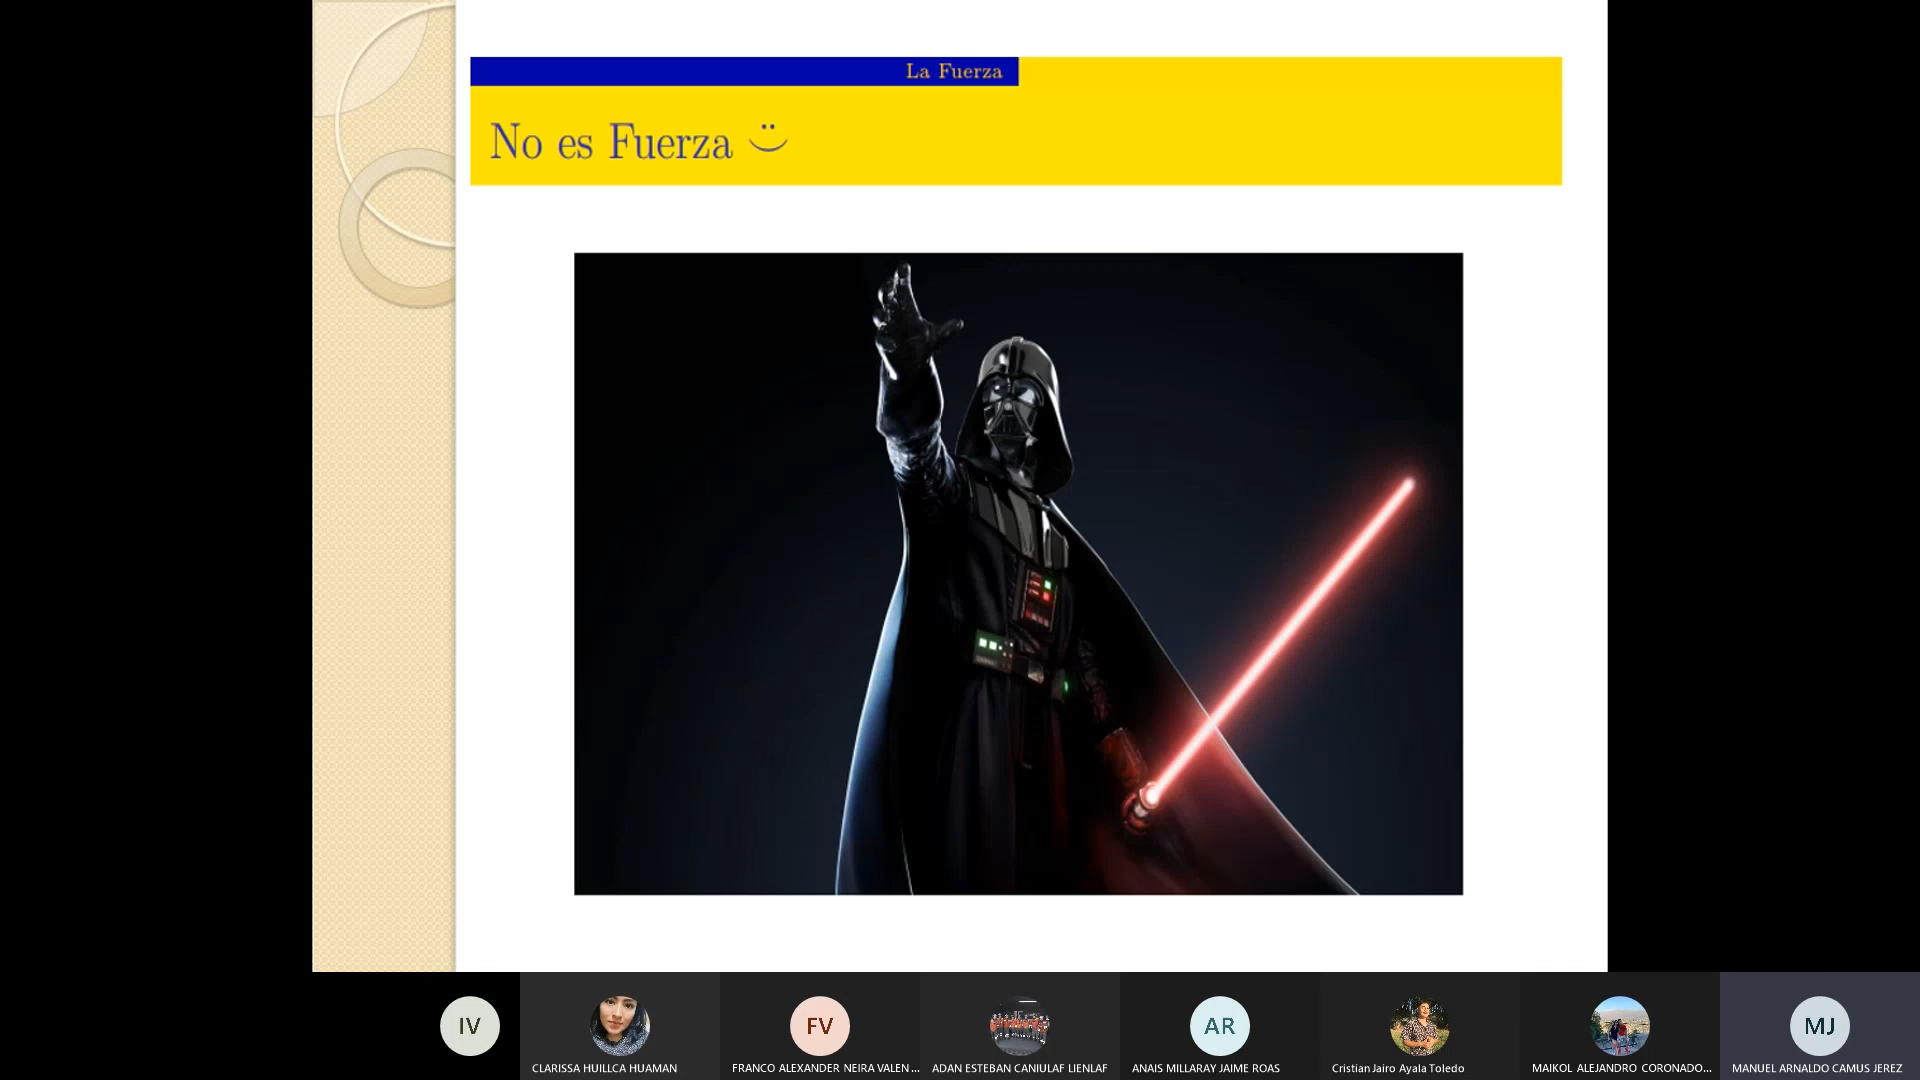 La Fuerza
No es Fuerza
IV
FV
AR
MJ
CLARISSA HUILLCA HUAMAN
FRANCO ALEXANDER NEIRA VALEN...
ADAN ESTEBAN CANIULAF LIENLAF
ANAIS MILLARAY JAIME ROAS
Cristian Jairo Ayala Toledo
MAIKOL ALEJANDRO CORONADO...
MANUEL ARNALDO CAMUS JEREZ